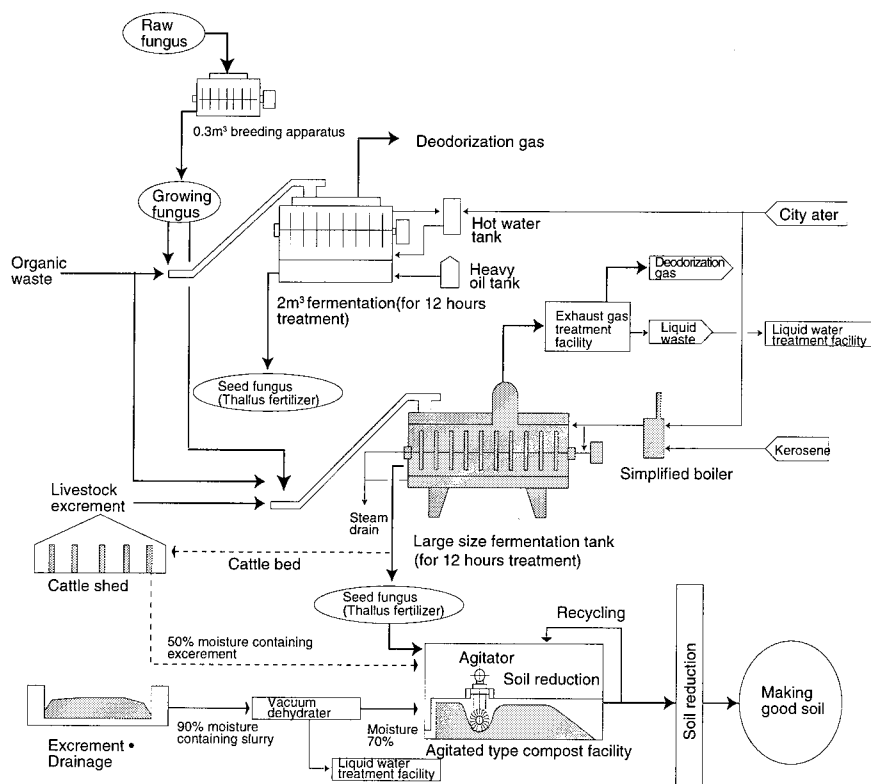 Raw
fungus
0.3m³ breeding apparatus
Deodorization gas
Growing
fungus
Hot water
tank
City ater
Organic
waste
Heavy
oil tank
2m³ fermentation(for 12 hours
treatment)
Deodorization
gas
Exhaust gas
treatment
facility
Liquid
waste
Liquid water
treatment facility
Seed fungus
(Thallus fertilizer)
Simplified boiler
Kerosene
Livestock
excrement
Steam
drain
Large size fermentation tank
(for 12 hours treatment)
Cattle bed
Cattle shed
Seed fungus
(Thallus fertilizer)
Recycling
50% moisture containing
excerement
Agitator
Soil reduction
Soil reduction
Making
good soil
Vacuum
dehydrater
90% moisture
containing slurry
Moisture
70%
Agitated type compost facility
Excrement •
Drainage
Liquid water
treatment facility